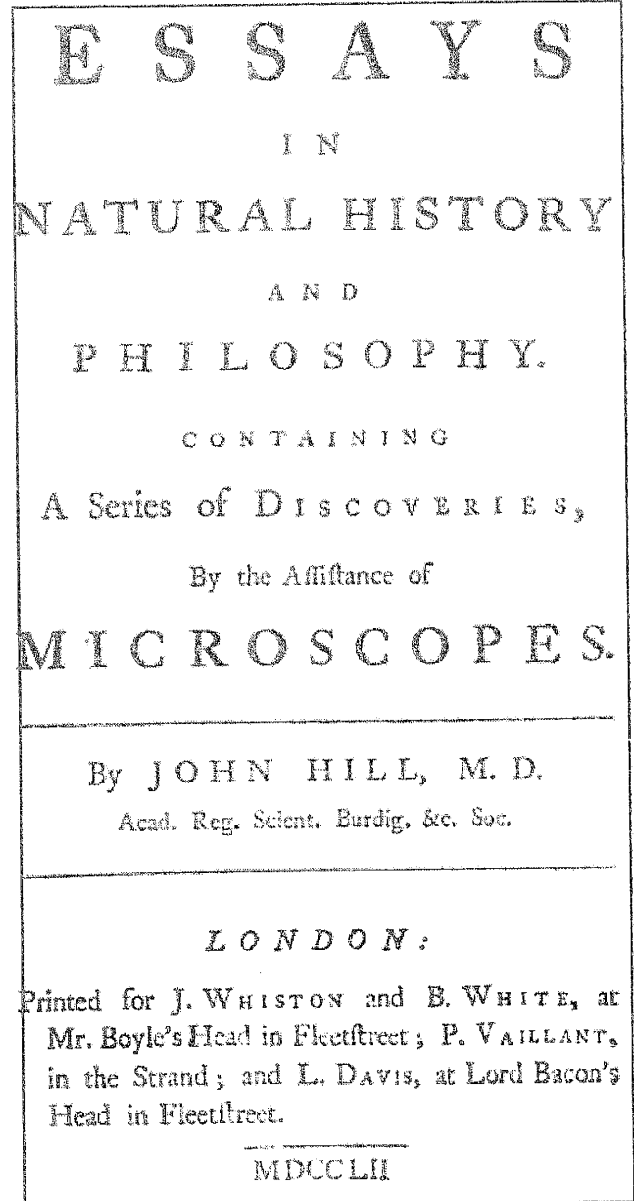 ESSAYS
IN
NATURAL HISTORY
AND
PHILOSOPHY.
CONTAINING
A Series of DISCOVERIES,
By the Aſſiſtance of
MICROSCOPES.
By JOHN HILL, M. D.
Acad. Reg. Scient. Burdig. &c. Soc.
LONDON:
Printed for J. WHISTON and B. WHITE, at
Mr. Boyle's Head in Fleetſtreet; P. VAILLANT,
in the Strand; and L. DAVIS, at Lord Bacon's
Head in Fleetſtreet.
MDCCLII